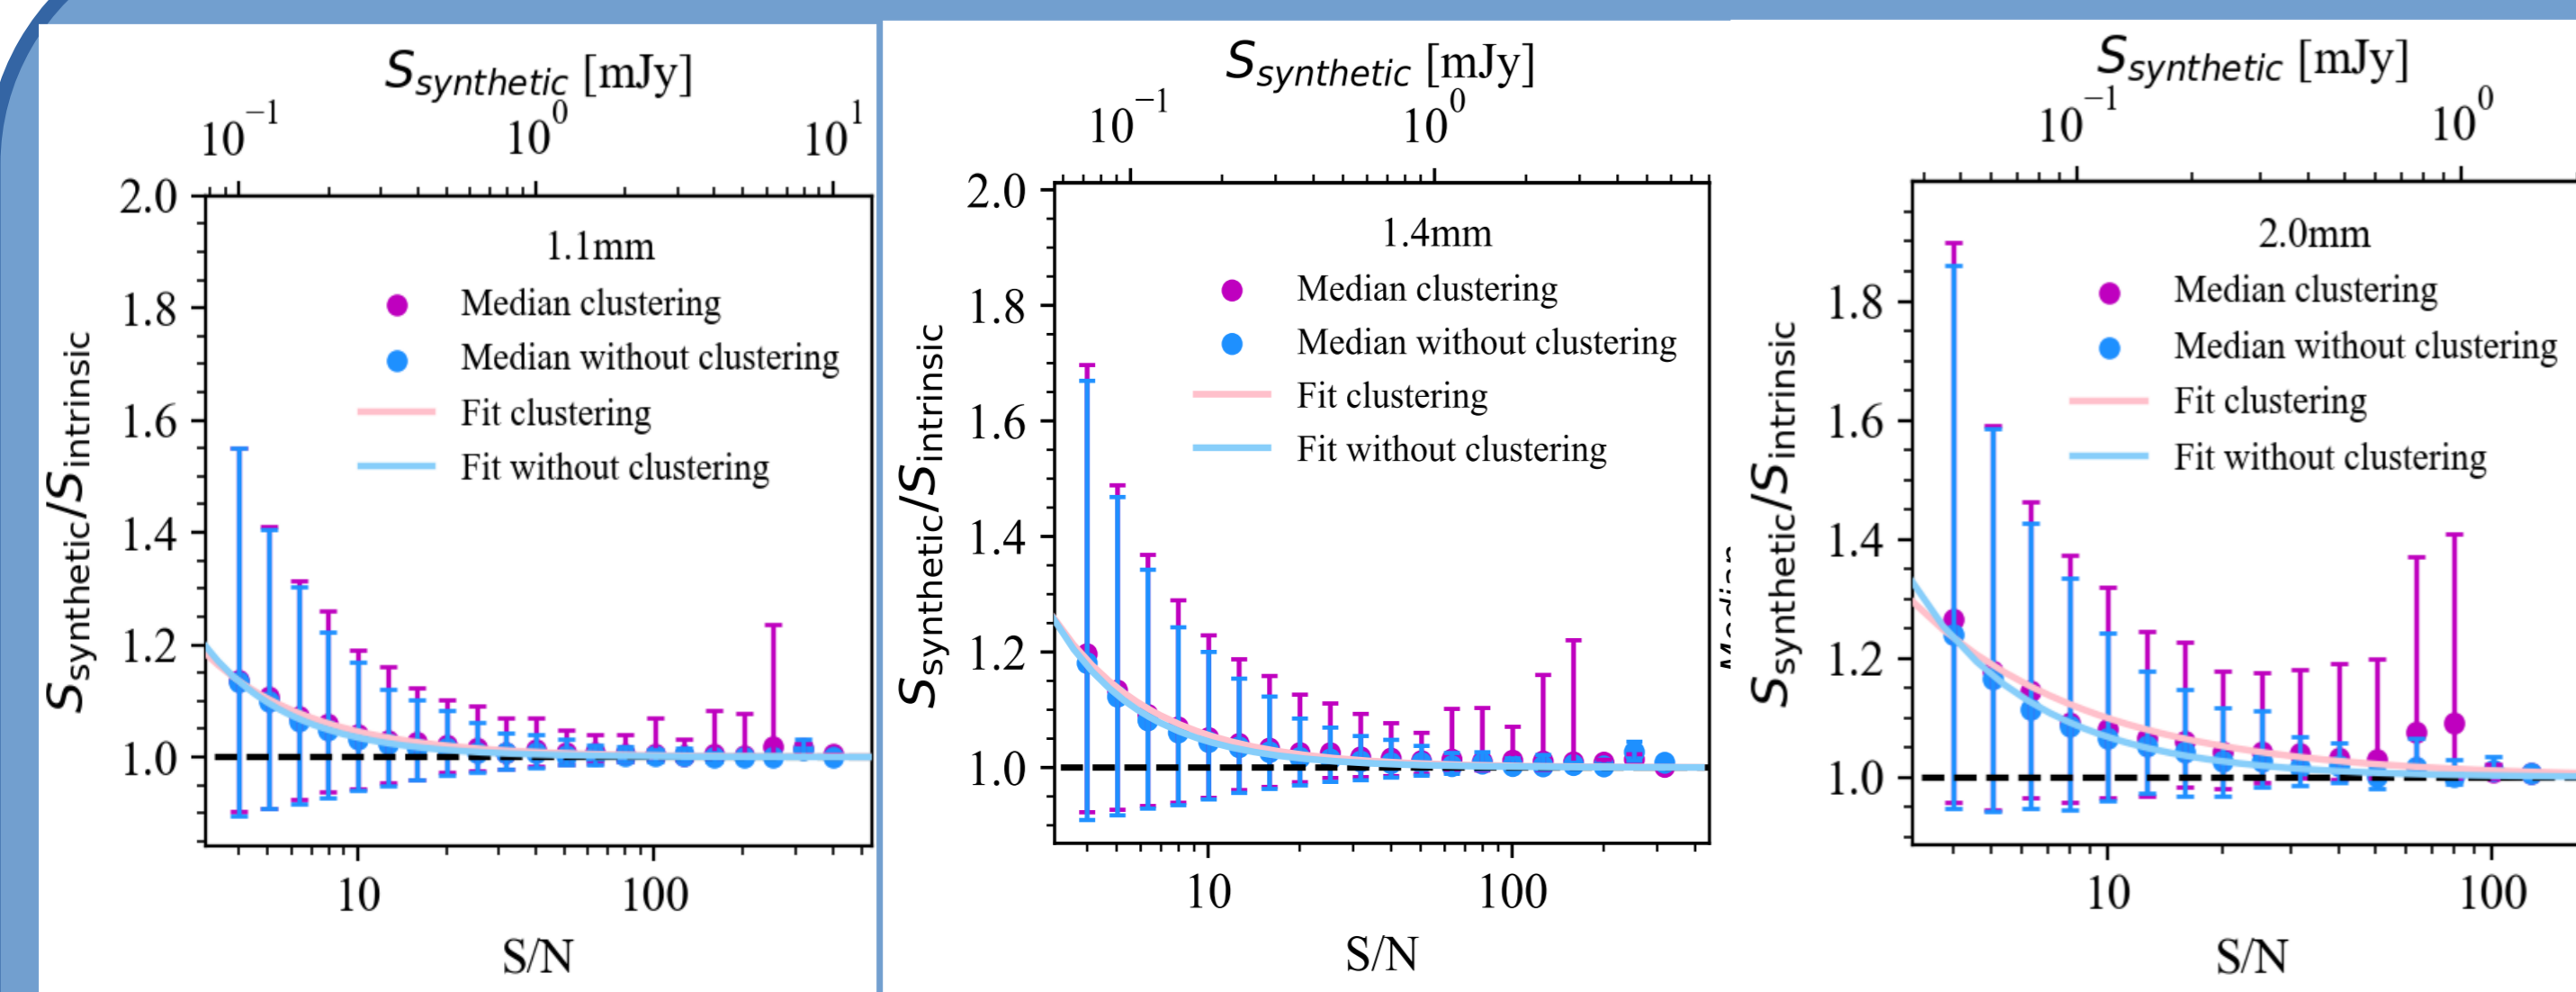 S_synthetic [mJy]
10^−1 10^0 10^1
2.0
1.8
1.6
1.4
1.2
1.0
S_synthetic/S_intrinsic
1.1mm
Median clustering
Median without clustering
Fit clustering
Fit without clustering
10 100
S/N
S_synthetic [mJy]
10^−1 10^0
2.0
1.8
1.6
1.4
1.2
1.0
S_synthetic/S_intrinsic
1.4mm
Median clustering
Median without clustering
Fit clustering
Fit without clustering
10 100
S/N
Median
S_synthetic [mJy]
10^−1 10^0
1.8
1.6
1.4
1.2
1.0
S_synthetic/S_intrinsic
2.0mm
Median clustering
Median without clustering
Fit clustering
Fit without clustering
10 100
S/N